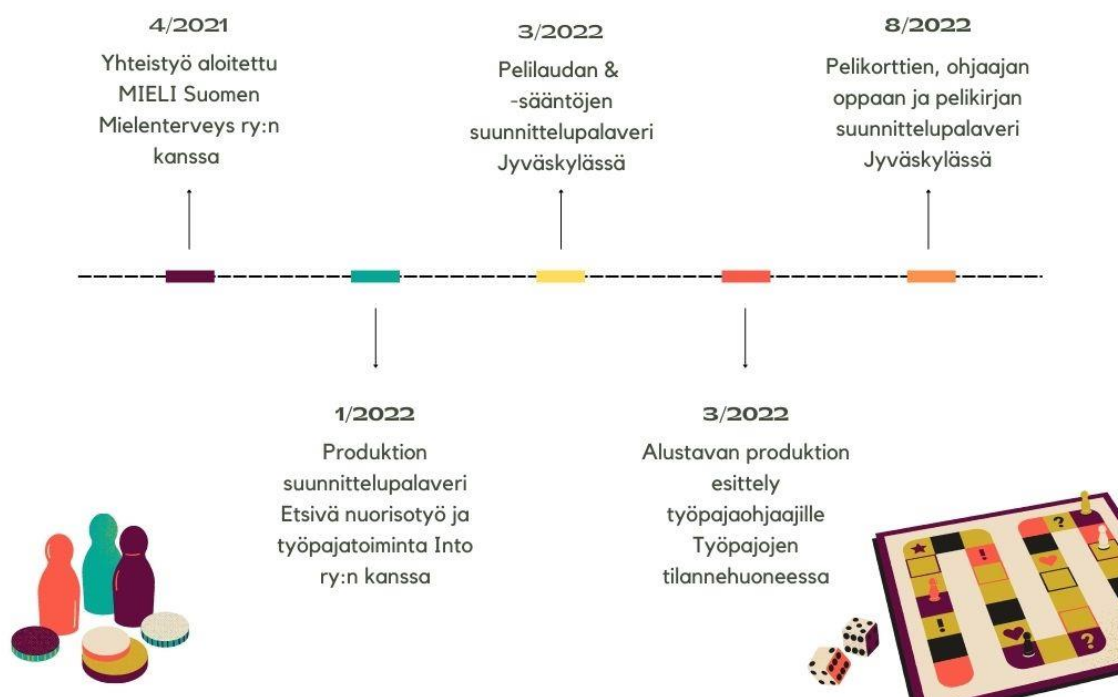 4/2021
Yhteistyö aloitettu
MIELI Suomen
Mielenterveys ry:n
kanssa
1/2022
Produktion
suunnittelupalaveri
Etsivä nuorisotyö ja
työpajatoiminta Into
ry:n kanssa
3/2022
Pelilaudan &
-sääntöjen
suunnittelupalaveri
Jyväskylässä
3/2022
Alustavan produktion
esittely
työpajaohjaajille
Työpajojen
tilannehuoneessa
8/2022
Pelikorttien, ohjaajan
oppaan ja pelikirjan
suunnittelupalaveri
Jyväskylässä